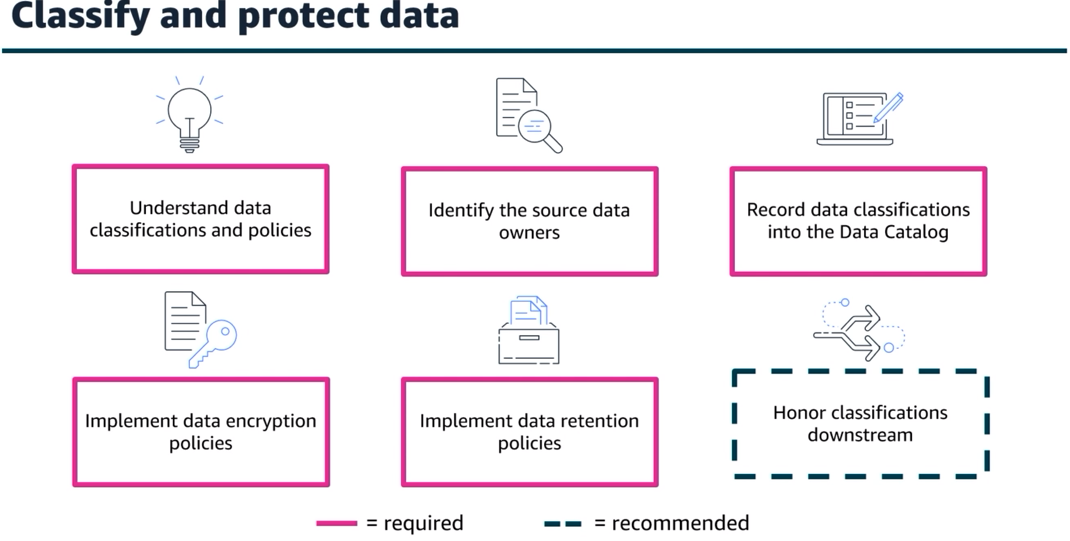 Classify and protect data
Understand data
classifications and policies
Identify the source data
owners
Record data classifications
into the Data Catalog
Implement data encryption
policies
Implement data retention
policies
Honor classifications
downstream
= required
= recommended